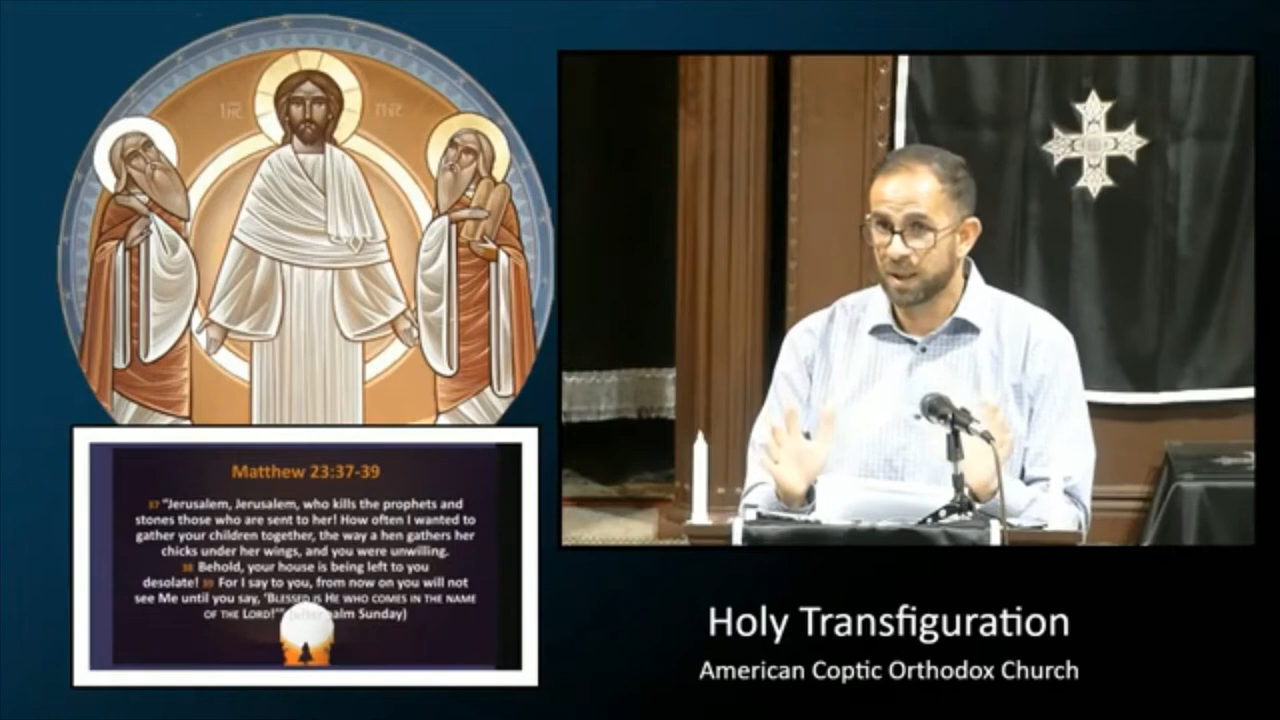 Matthew 23:37-39
37 "Jerusalem, Jerusalem, who kills the prophets and
stones those who are sent to her! How often I wanted to
gather your children together, the way a hen gathers her
chicks under her wings, and you were unwilling.
38 Behold, your house is being left to you
desolate! 39 For I say to you, from now on you will not
see Me until you say, 'BLESSED IS HE WHO COMES IN THE NAME
OF THE LORD!'" Sunday)
Holy Transfiguration
American Coptic Orthodox Church